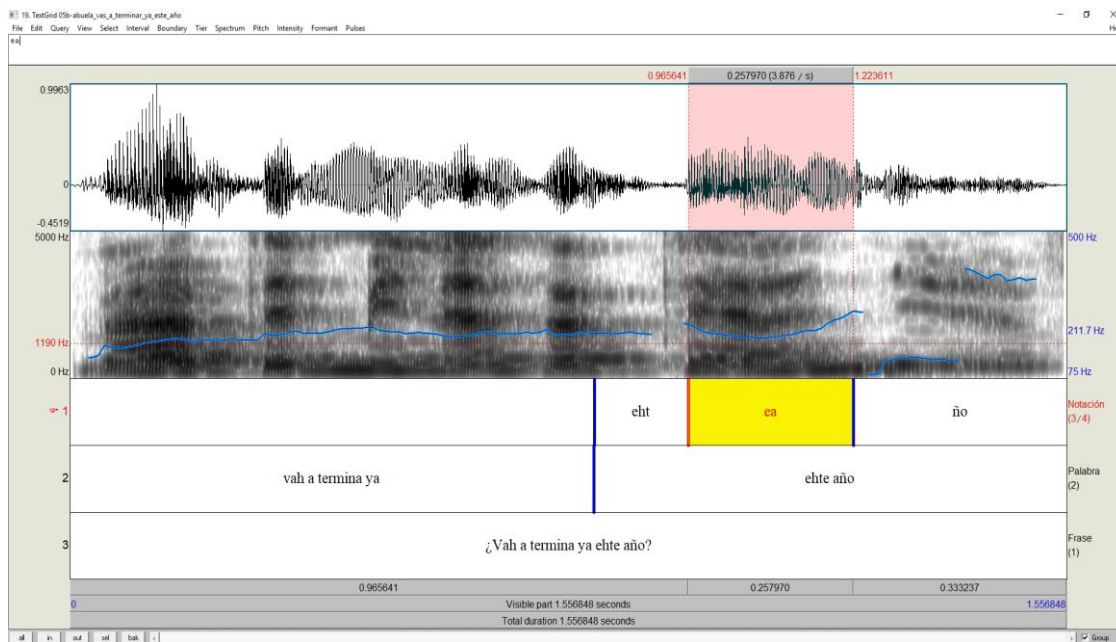 19. TextGrid 05b-abuela_vas_a_terminar_ya_este_año
File Edit Query View Select Interval Boundary Tier Spectrum Pitch Intensity Formant Pulses
ea
0.965641 0.257970 (3.876 / s) 1.223611
0.9963
0
-0.4519
5000 Hz 500 Hz
1190 Hz 211.7 Hz
0 Hz 75 Hz
1 eht ea ño Notación (3/4)
2 vah a termina ya ehte año Palabra (2)
3 ¿Vah a termina ya ehte año? Frase (1)
0.965641 0.257970 0.333237
0 Visible part 1.556848 seconds 1.556848
Total duration 1.556848 seconds
all in out sel bak Group